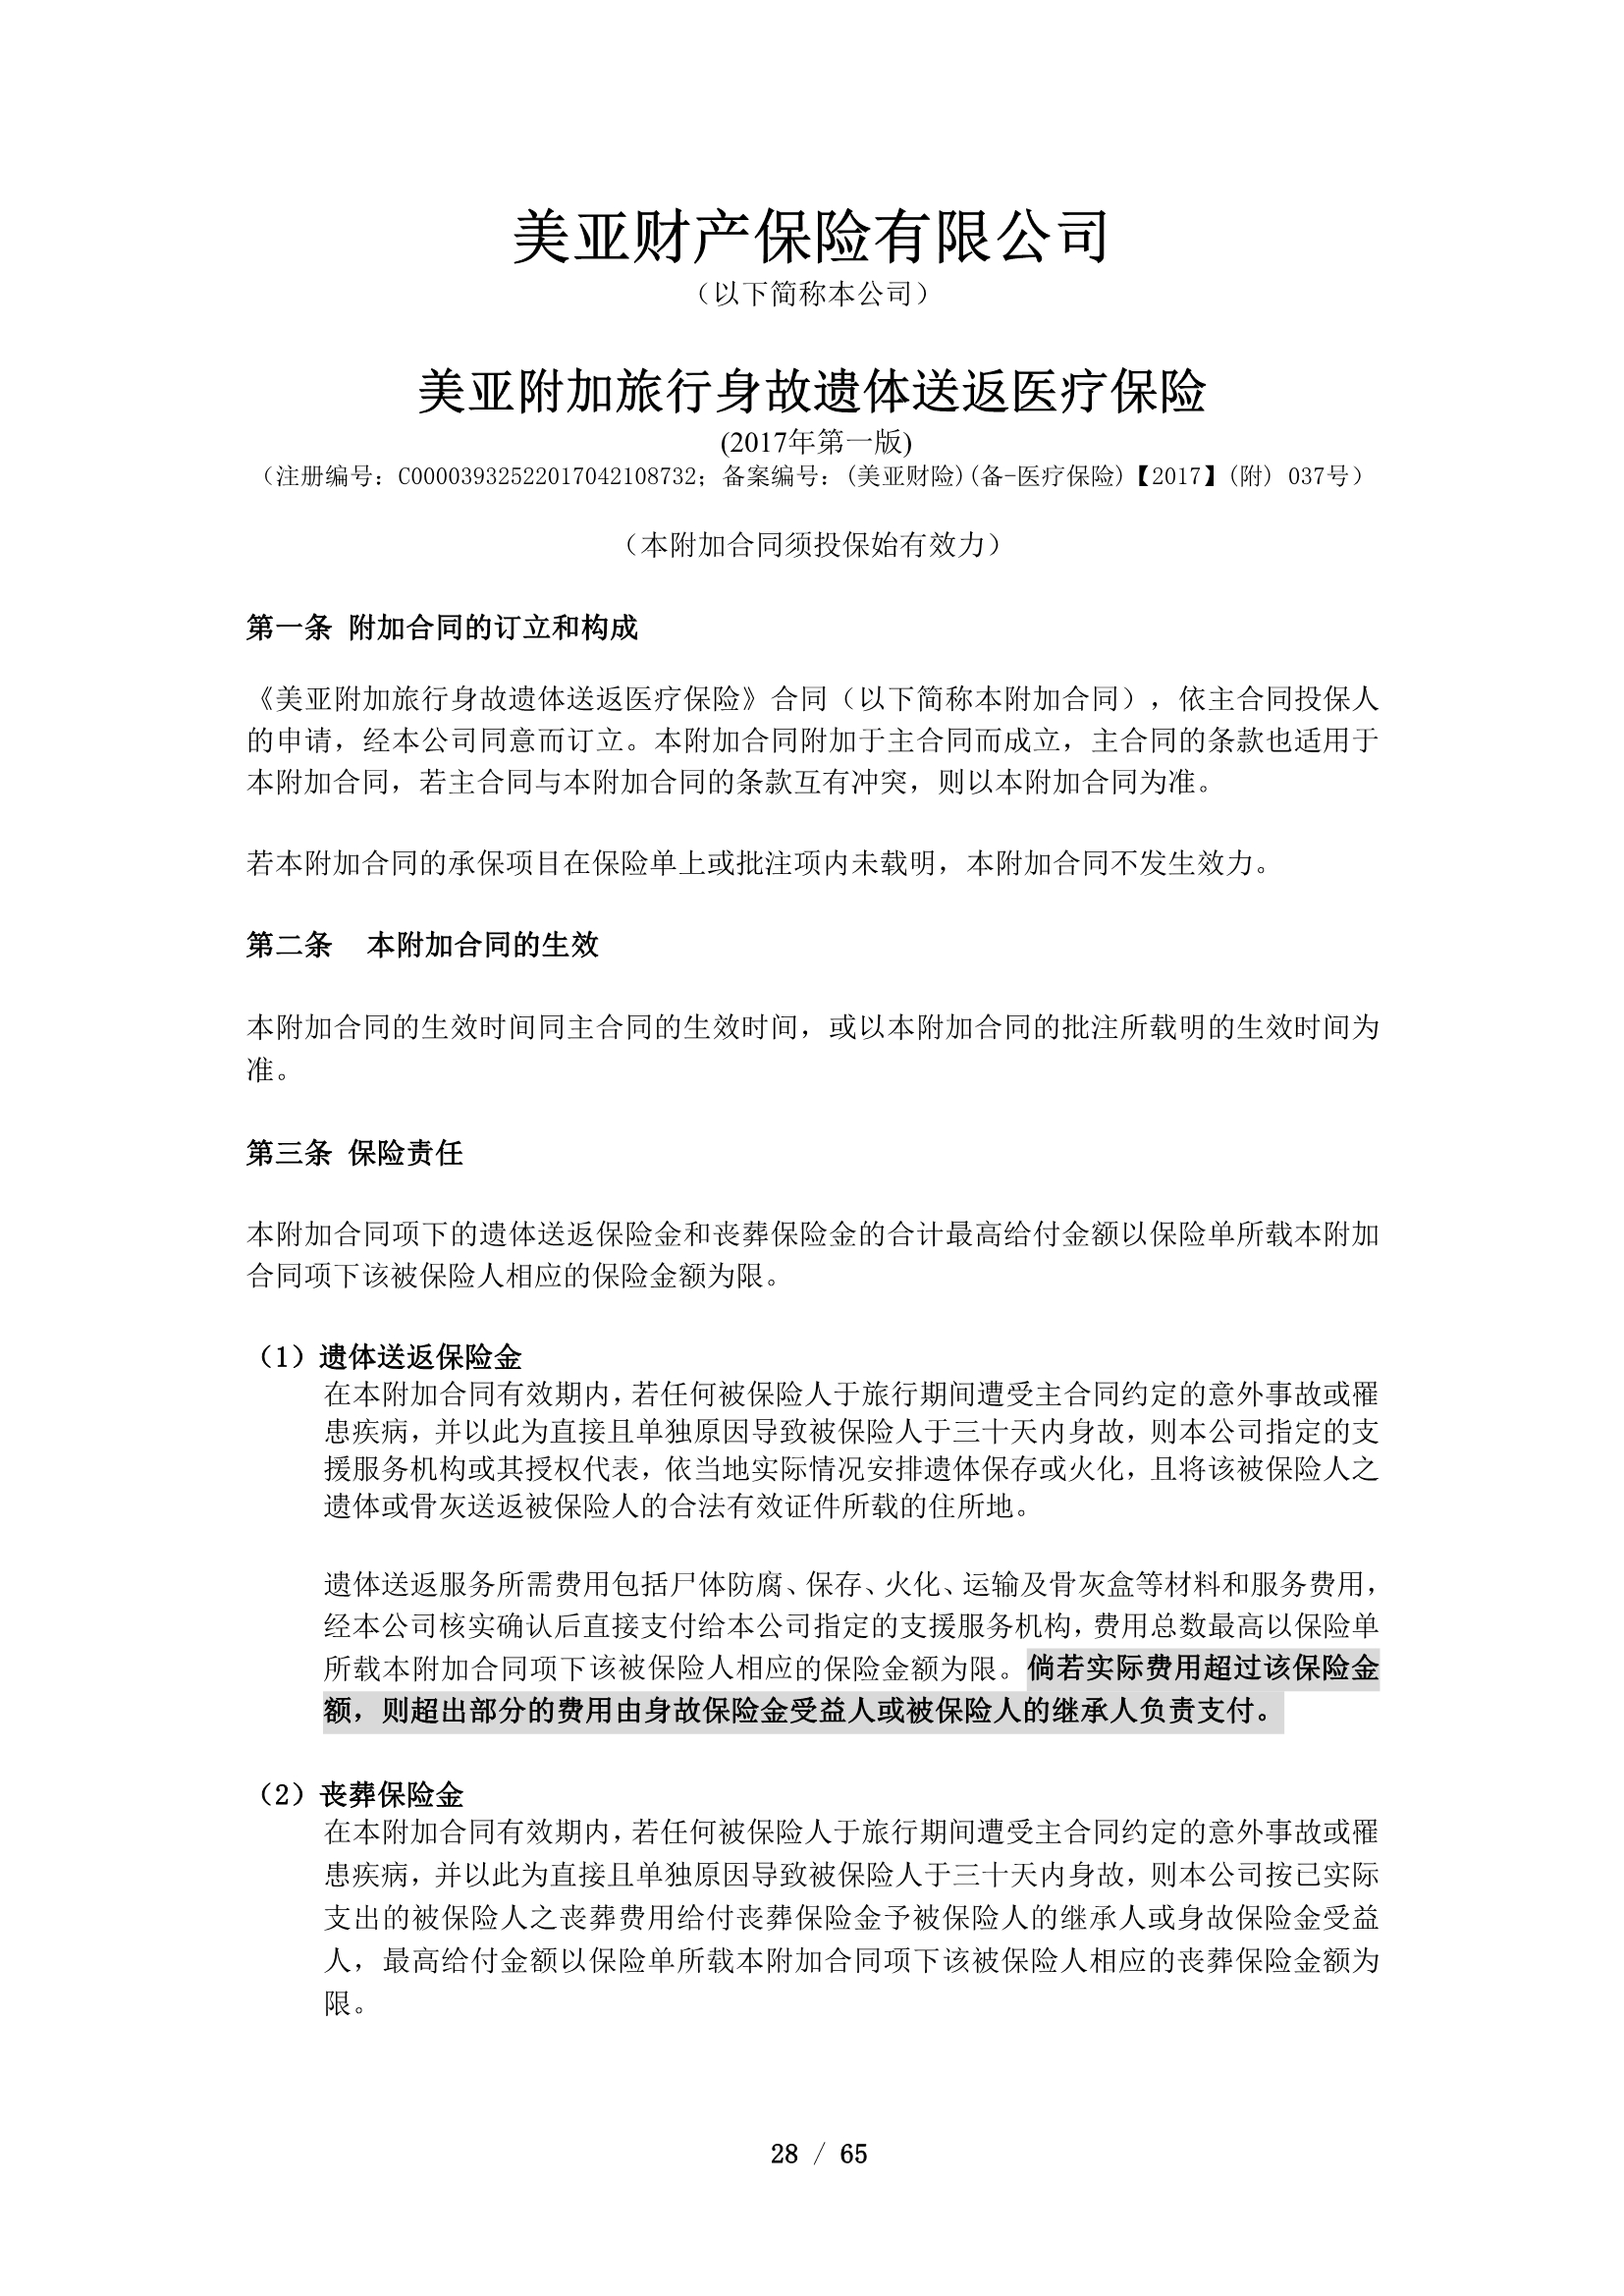 美亚财产保险有限公司
（以下简称本公司）
美亚附加旅行身故遗体送返医疗保险
(2017年第一版)
（注册编号：C00003932522017042108732；备案编号：(美亚财险)(备-医疗保险)【2017】(附) 037号）
（本附加合同须投保始有效力）
第一条 附加合同的订立和构成
《美亚附加旅行身故遗体送返医疗保险》合同（以下简称本附加合同），依主合同投保人
的申请，经本公司同意而订立。本附加合同附加于主合同而成立，主合同的条款也适用于
本附加合同，若主合同与本附加合同的条款互有冲突，则以本附加合同为准。
若本附加合同的承保项目在保险单上或批注项内未载明，本附加合同不发生效力。
第二条 本附加合同的生效
本附加合同的生效时间同主合同的生效时间，或以本附加合同的批注所载明的生效时间为
准。
第三条 保险责任
本附加合同项下的遗体送返保险金和丧葬保险金的合计最高给付金额以保险单所载本附加
合同项下该被保险人相应的保险金额为限。
（1）遗体送返保险金
在本附加合同有效期内，若任何被保险人于旅行期间遭受主合同约定的意外事故或罹
患疾病，并以此为直接且单独原因导致被保险人于三十天内身故，则本公司指定的支
援服务机构或其授权代表，依当地实际情况安排遗体保存或火化，且将该被保险人之
遗体或骨灰送返被保险人的合法有效证件所载的住所地。
遗体送返服务所需费用包括尸体防腐、保存、火化、运输及骨灰盒等材料和服务费用，
经本公司核实确认后直接支付给本公司指定的支援服务机构，费用总数最高以保险单
所载本附加合同项下该被保险人相应的保险金额为限。倘若实际费用超过该保险金
额，则超出部分的费用由身故保险金受益人或被保险人的继承人负责支付。
（2）丧葬保险金
在本附加合同有效期内，若任何被保险人于旅行期间遭受主合同约定的意外事故或罹
患疾病，并以此为直接且单独原因导致被保险人于三十天内身故，则本公司按已实际
支出的被保险人之丧葬费用给付丧葬保险金予被保险人的继承人或身故保险金受益
人，最高给付金额以保险单所载本附加合同项下该被保险人相应的丧葬保险金额为
限。
28 / 65